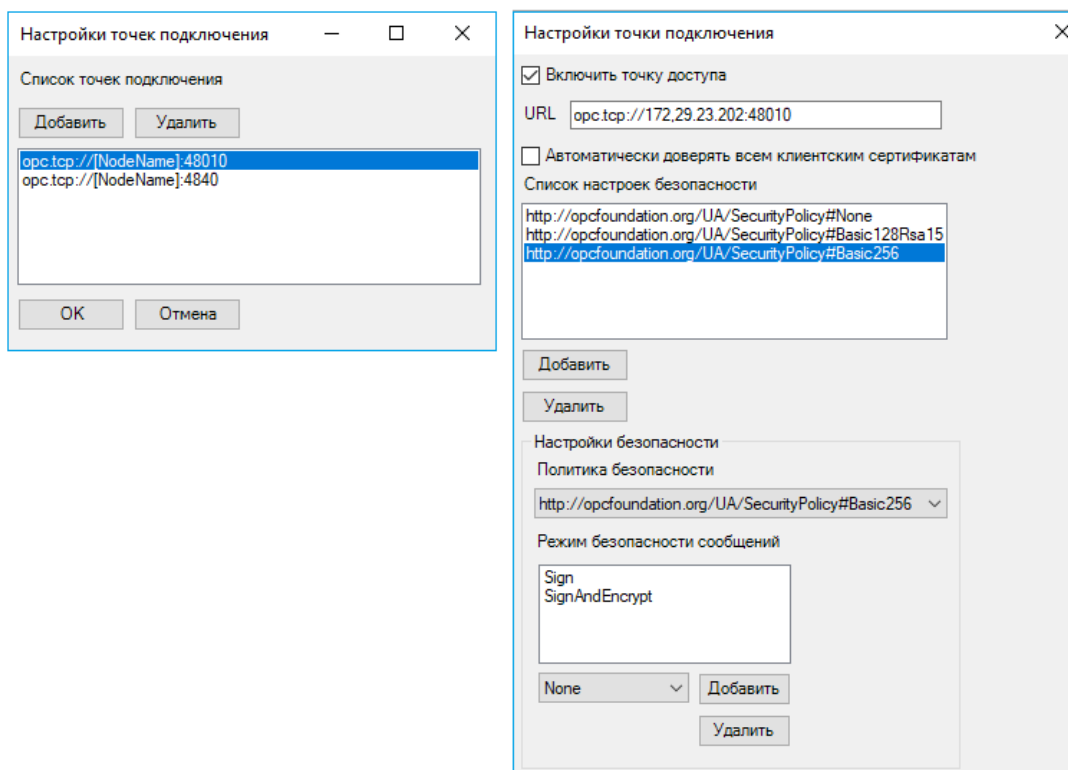 Настройки точек подключения
Список точек подключения
Добавить Удалить
opc.tcp://[NodeName]:48010
opc.tcp://[NodeName]:4840
OK Отмена
Настройки точки подключения
Включить точку доступа
URL opc.tcp://172,29.23.202:48010
Автоматически доверять всем клиентским сертификатам
Список настроек безопасности
http://opcfoundation.org/UA/SecurityPolicy#None
http://opcfoundation.org/UA/SecurityPolicy#Basic128Rsa15
http://opcfoundation.org/UA/SecurityPolicy#Basic256
Добавить
Удалить
Настройки безопасности
Политика безопасности
http://opcfoundation.org/UA/SecurityPolicy#Basic256
Режим безопасности сообщений
Sign
SignAndEncrypt
None Добавить
Удалить